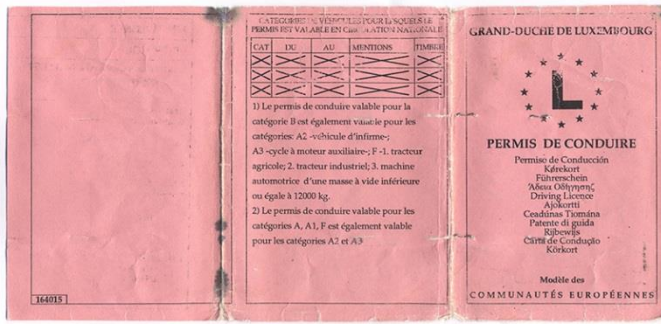 164015
CATEGORIES DE VEHICULES POUR LESQUELS LE
PERMIS EST VALABLE EN CIRCULATION NATIONALE
CAT DU AU MENTIONS TIMBRE
1) Le permis de conduire valable pour la
catégorie B est également valable pour les
catégories: A2 -véhicule d'infirme-;
A3 -cycle à moteur auxiliaire-; F -1. tracteur
agricole; 2. tracteur industriel; 3. machine
automotrice d'une masse à vide inférieure
ou égale à 12000 kg.
2) Le permis de conduire valable pour les
catégories A, A1, F est également valable
pour les catégories A2 et A3
GRAND-DUCHE DE LUXEMBOURG
L
PERMIS DE CONDUIRE
Permiso de Conducción
Kørekort
Führerschein
Άδεια Οδήγησης
Driving Licence
Ajokortti
Ceadúnas Tiomána
Patente di guida
Rijbewijs
Carta de Condução
Körkort
Modèle des
COMMUNAUTÉS EUROPÉENNES